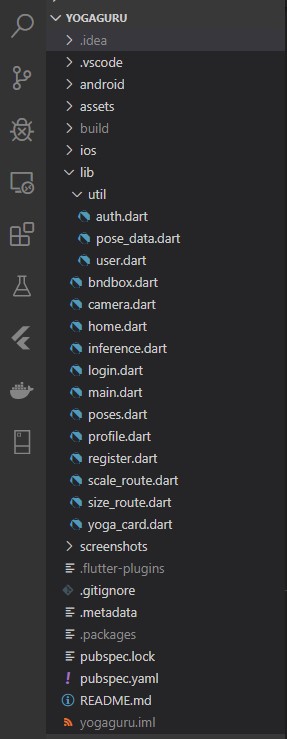 YOGAGURU
.idea
.vscode
android
assets
build
ios
lib
util
auth.dart
pose_data.dart
user.dart
bndbox.dart
camera.dart
home.dart
inference.dart
login.dart
main.dart
poses.dart
profile.dart
register.dart
scale_route.dart
size_route.dart
yoga_card.dart
screenshots
.flutter-plugins
.gitignore
.metadata
.packages
pubspec.lock
pubspec.yaml
README.md
yogaguru.iml